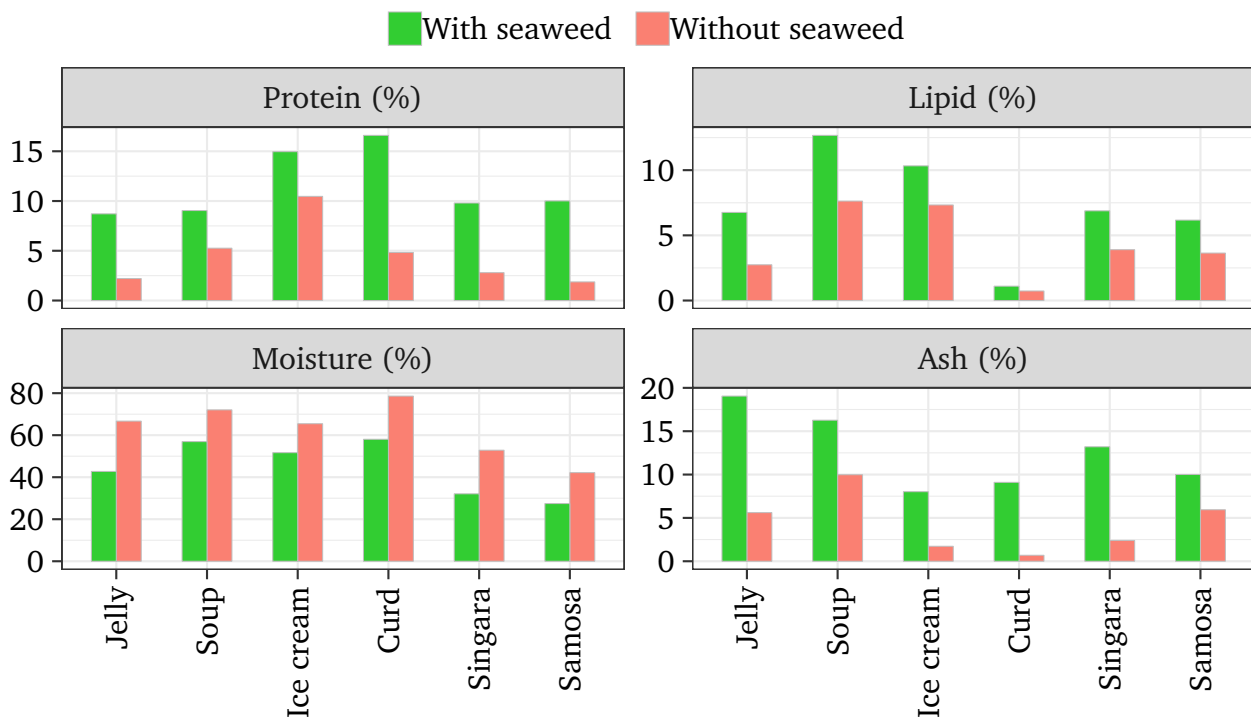 With seaweed Without seaweed
Protein (%) Lipid (%)
15
10
5
0
10
5
0
Moisture (%) Ash (%)
80
60
40
20
0
20
15
10
5
0
Jelly
Soup
Ice cream
Curd
Singara
Samosa
Jelly
Soup
Ice cream
Curd
Singara
Samosa